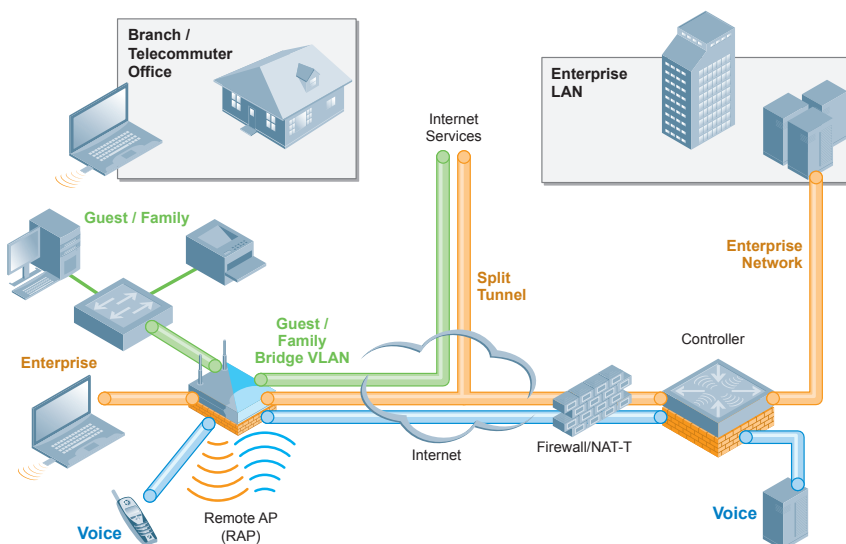 Branch /
Telecommuter
Office
Enterprise
LAN
Internet
Services
Guest / Family
Enterprise
Network
Split
Tunnel
Guest /
Family
Bridge VLAN
Controller
Enterprise
Internet
Firewall/NAT-T
Voice
Remote AP
(RAP)
Voice